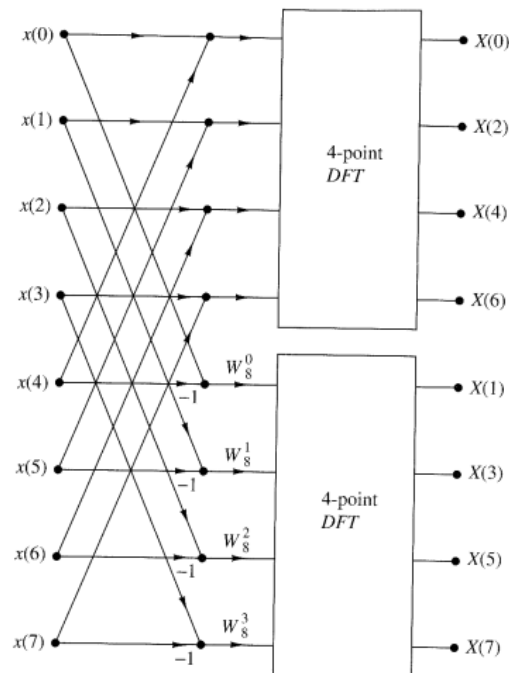 x(0) X(0)
x(1) X(2)
4-point
DFT
x(2) X(4)
x(3) X(6)
x(4) -1 W_8^0 X(1)
x(5) -1 W_8^1 X(3)
4-point
DFT
x(6) -1 W_8^2 X(5)
x(7) -1 W_8^3 X(7)